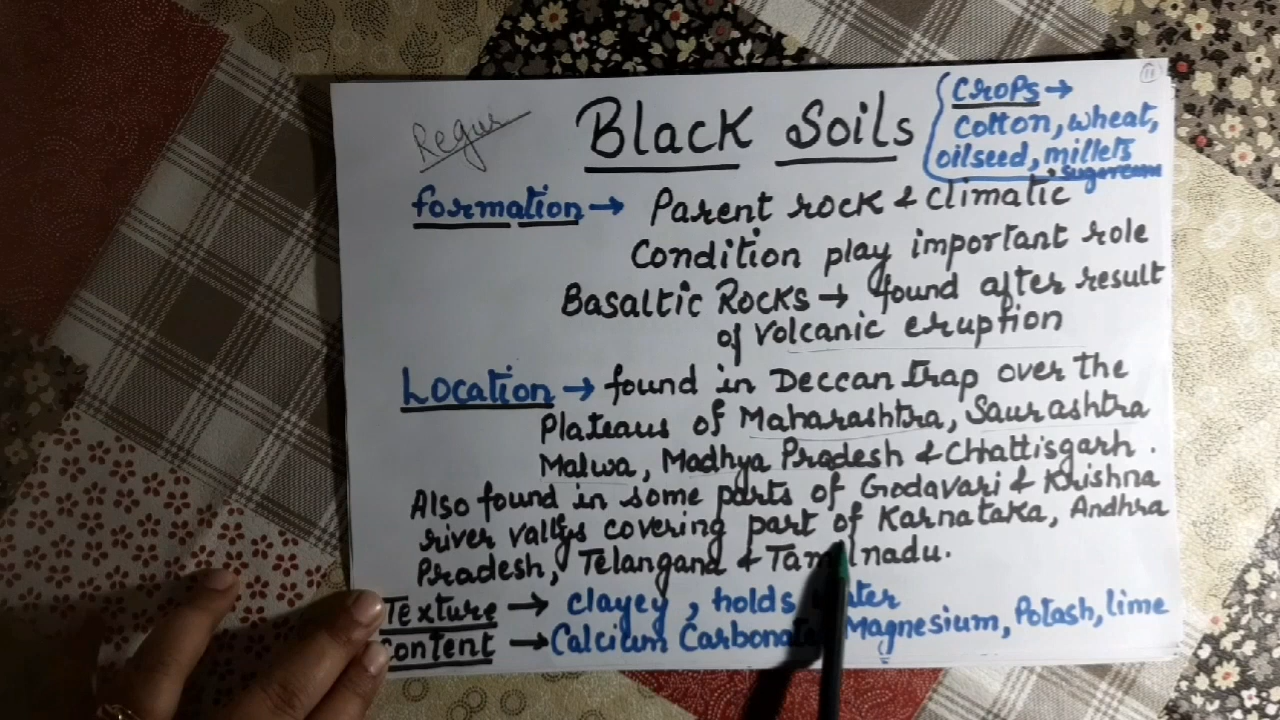 Regur
Black Soils
Crops →
Cotton, wheat,
oilseed, millets
, sugarcane
formation → Parent rock & climatic
Condition play important role
Basaltic Rocks → found after result
of volcanic eruption
Location → found in Deccan trap over the
Plateaus of Maharashtra, Saurashtra
Malwa, Madhya Pradesh & Chhattisgarh.
Also found in some parts of Godavari & Krishna
river valleys covering part of Karnataka, Andhra
Pradesh, Telangana & Tamilnadu.
Texture → clayey, holds water
Content → Calcium Carbonate, Magnesium, Potash, lime